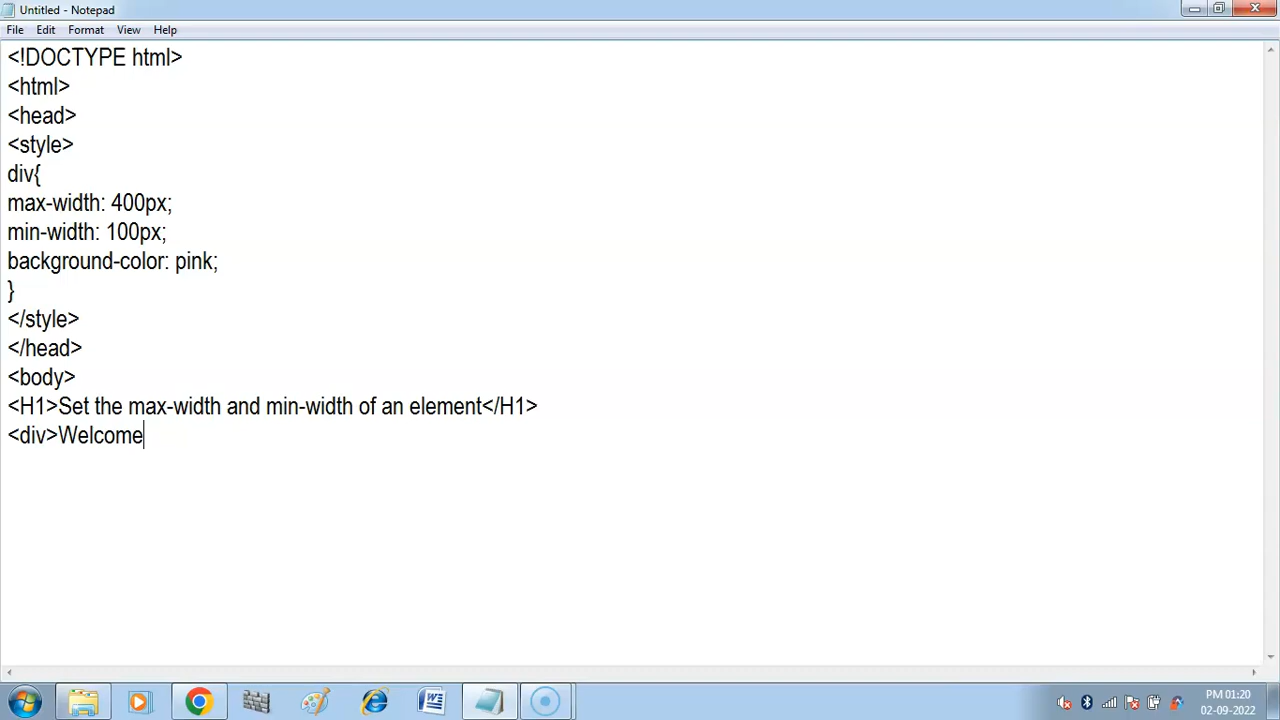 Untitled - Notepad
File Edit Format View Help
<!DOCTYPE html>
<html>
<head>
<style>
div{
max-width: 400px;
min-width: 100px;
background-color: pink;
}
</style>
</head>
<body>
<H1>Set the max-width and min-width of an element</H1>
<div>Welcome
PM 01:20
02-09-2022